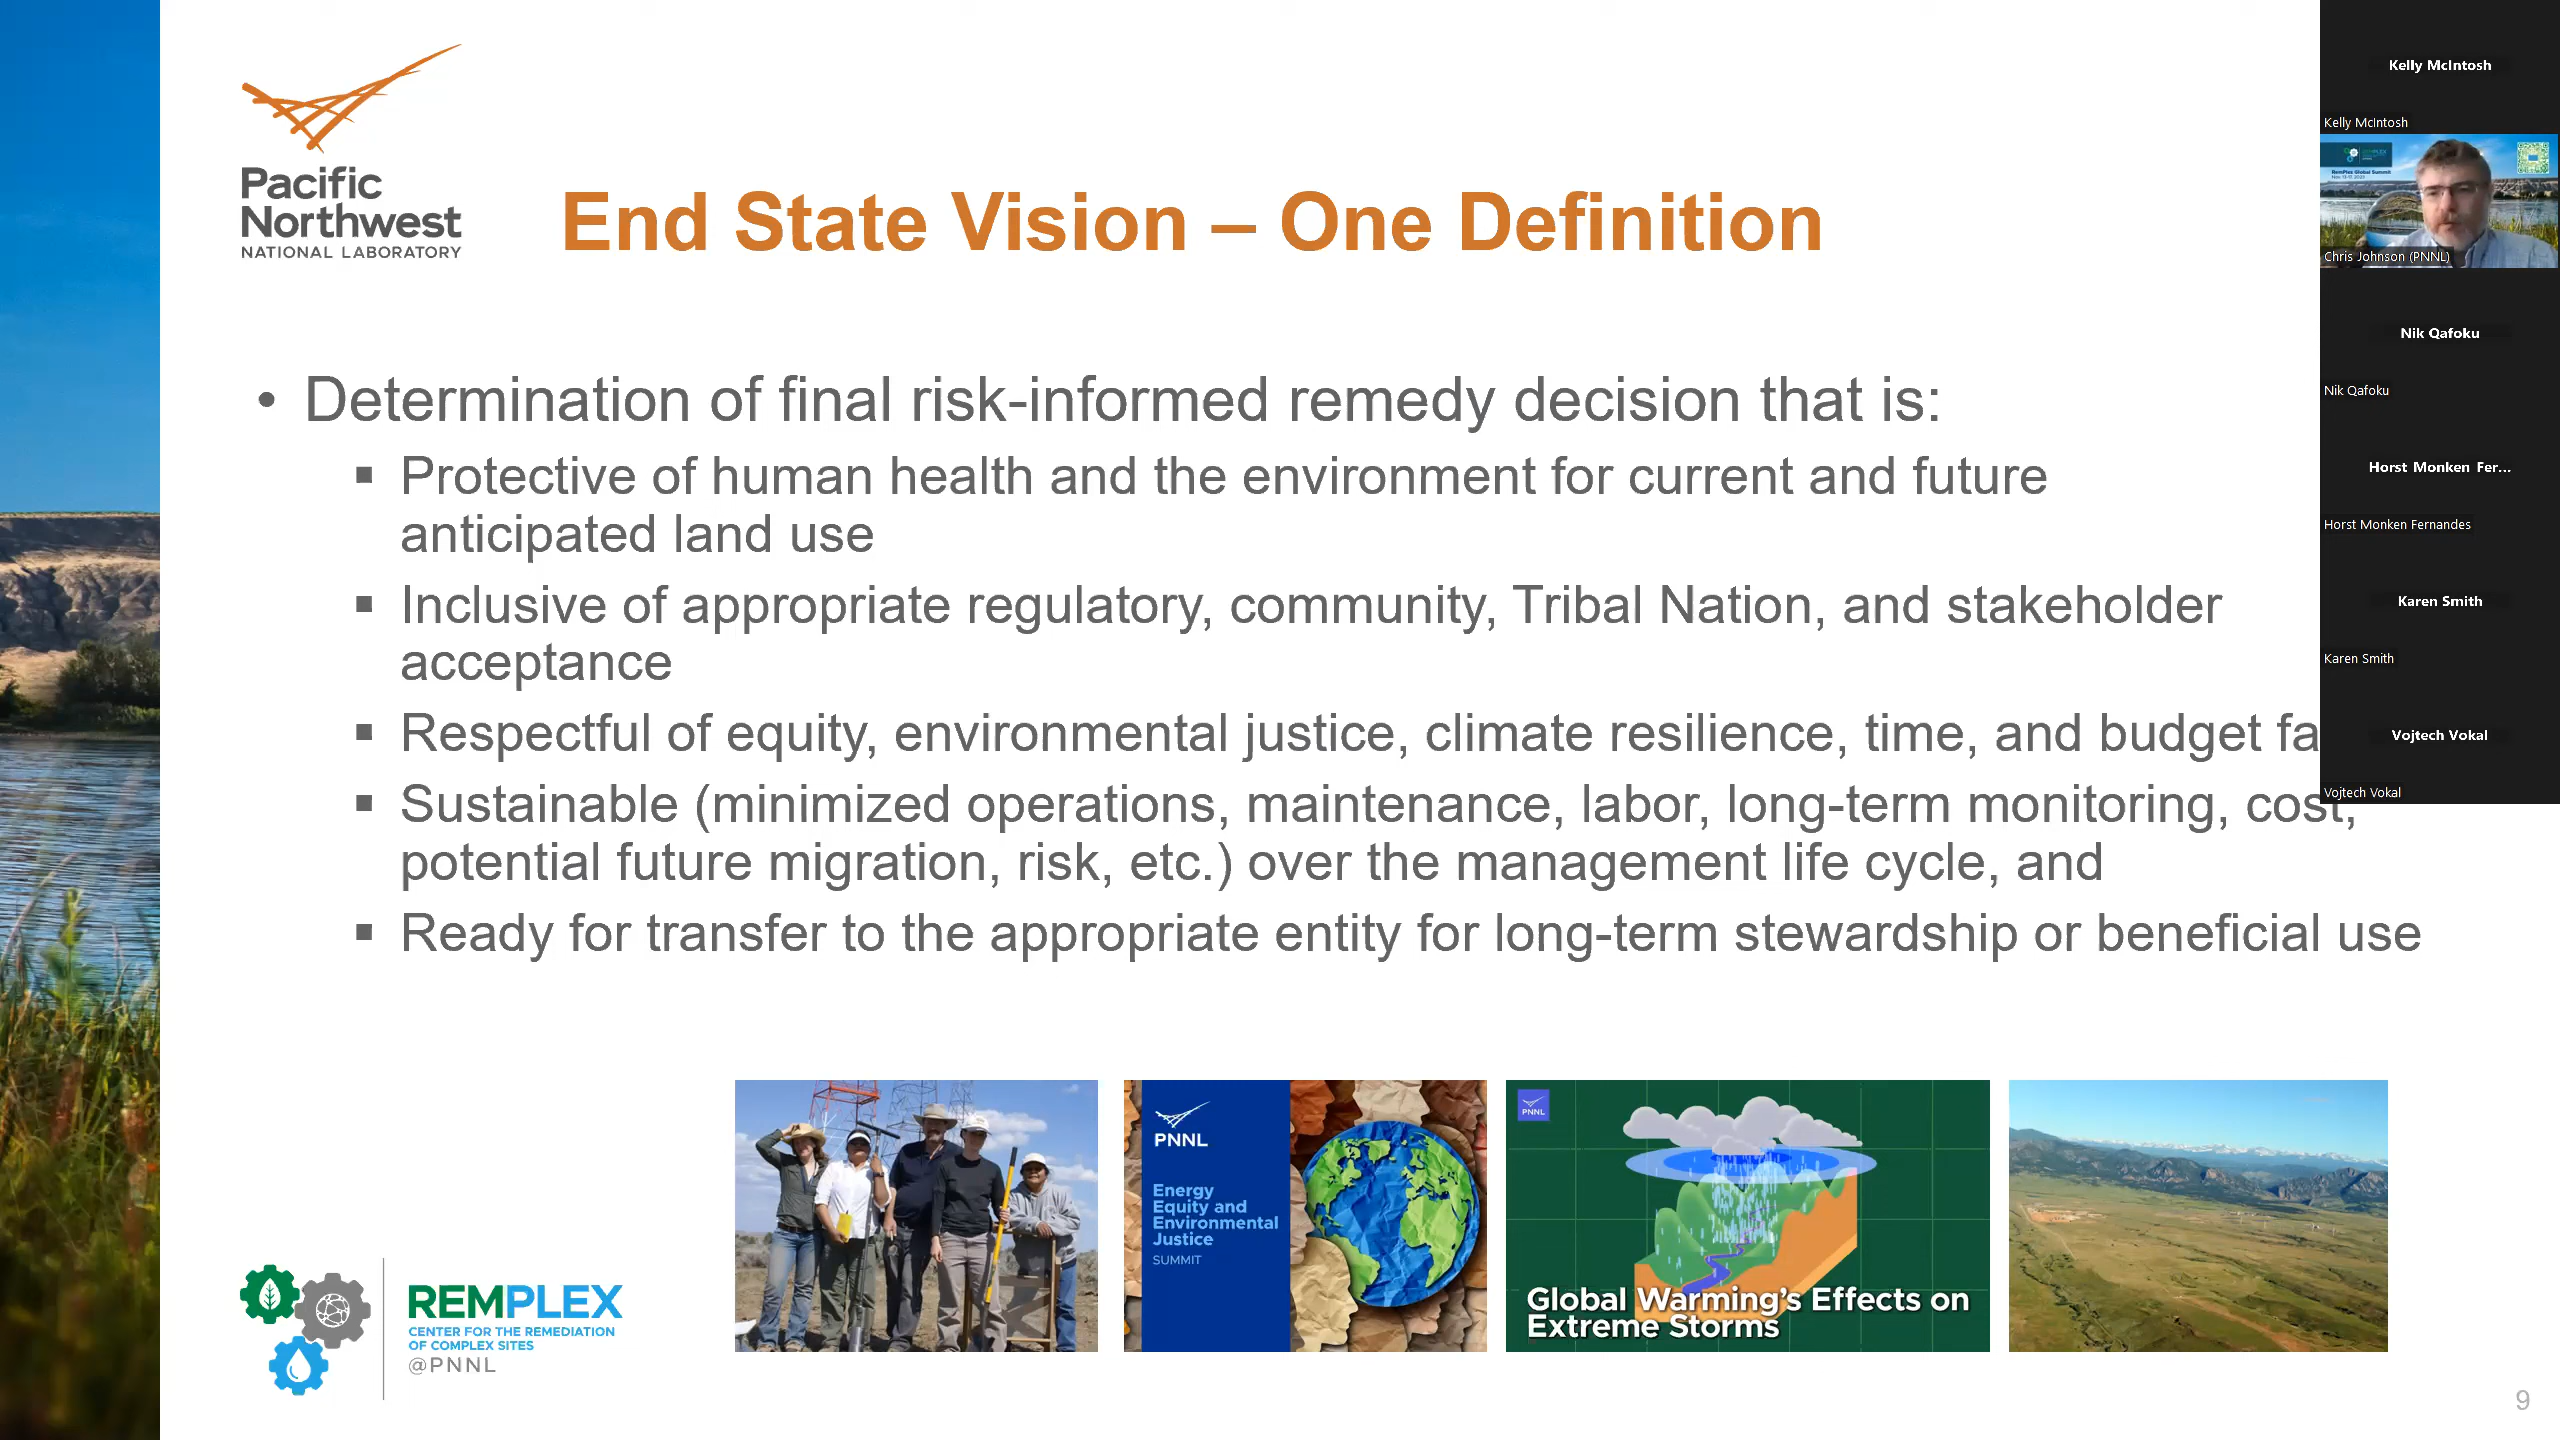 Pacific
Northwest
NATIONAL LABORATORY
End State Vision – One Definition
• Determination of final risk-informed remedy decision that is:
▪ Protective of human health and the environment for current and future
anticipated land use
▪ Inclusive of appropriate regulatory, community, Tribal Nation, and stakeholder
acceptance
▪ Respectful of equity, environmental justice, climate resilience, time, and budget fa
▪ Sustainable (minimized operations, maintenance, labor, long-term monitoring, cost,
potential future migration, risk, etc.) over the management life cycle, and
▪ Ready for transfer to the appropriate entity for long-term stewardship or beneficial use
PNNL
Energy
Equity and
Environmental
Justice
SUMMIT
PNNL
Global Warming's Effects on
Extreme Storms
REMPLEX
CENTER FOR THE REMEDIATION
OF COMPLEX SITES
@PNNL
9
Kelly McIntosh
Kelly McIntosh
REMPLEX
RemPlex Global Summit
Chris Johnson (PNNL)
Nik Qafoku
Nik Qafoku
Horst Monken Fer...
Horst Monken Fernandes
Karen Smith
Karen Smith
Vojtech Vokal
Vojtech Vokal